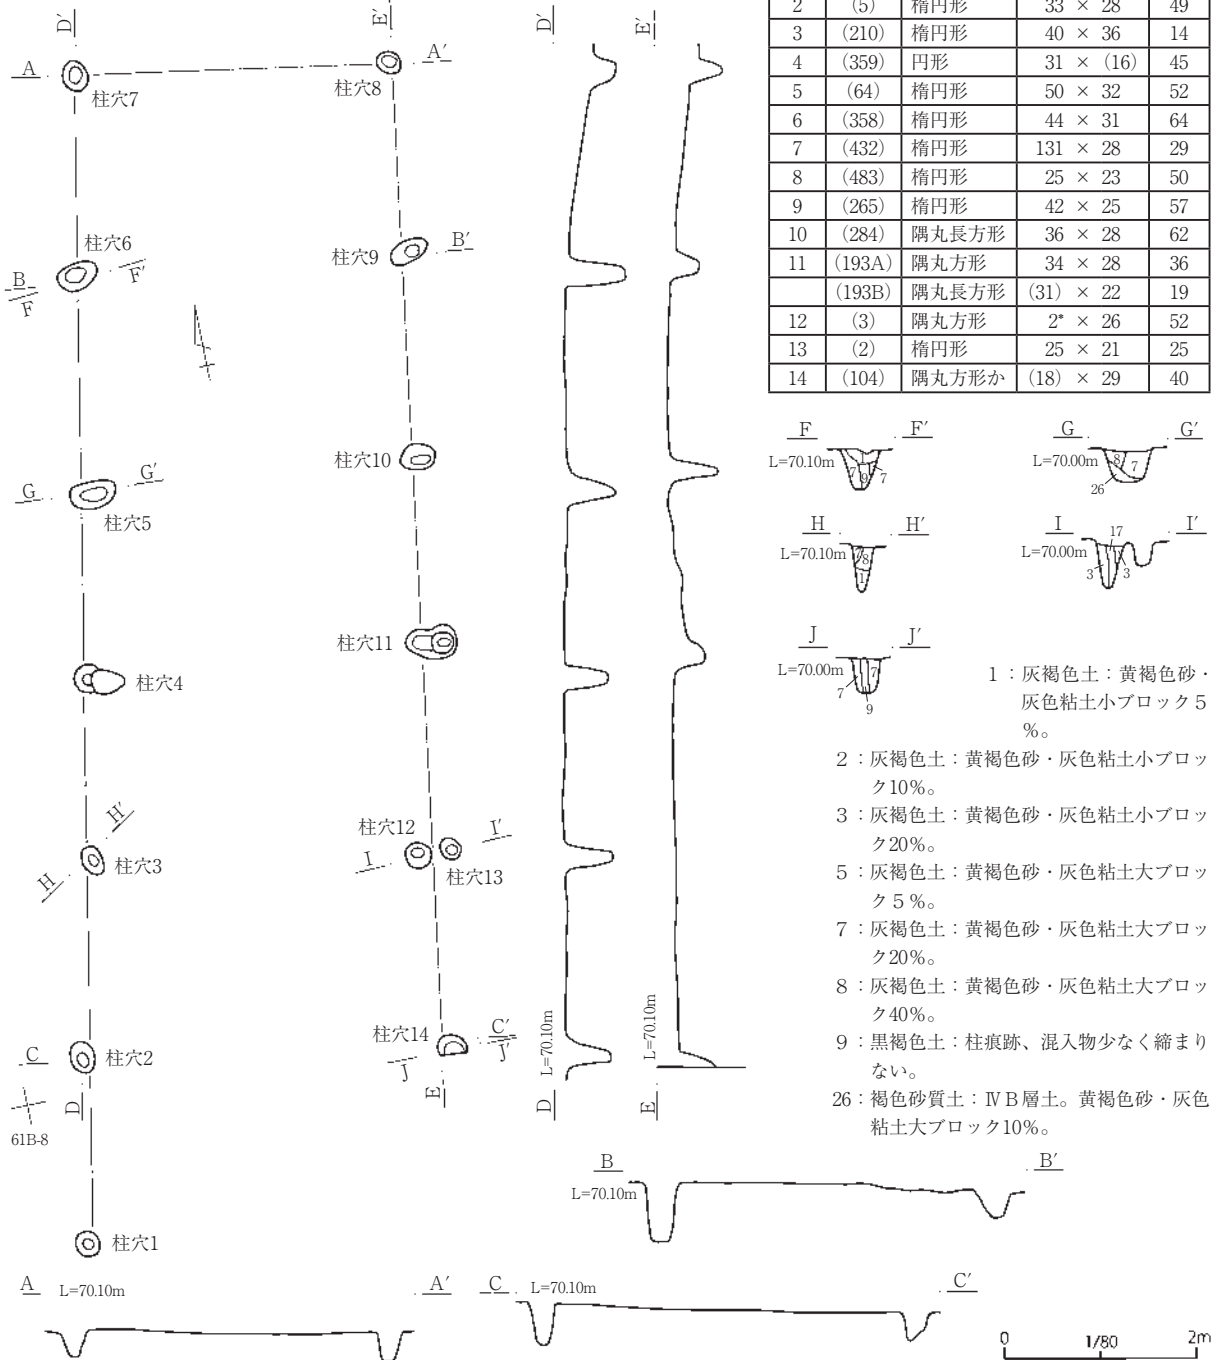 D′
E′
A
A′
柱穴7
柱穴8
柱穴6
B
F
F′
柱穴9
B′
柱穴10
G
G′
柱穴5
柱穴11
柱穴4
H
H′
柱穴3
柱穴12
I
I′
柱穴13
柱穴14
C′
J
J′
C
柱穴2
D
E
61B-8
柱穴1
D′
E′
L=70.10m
L=70.10m
D
E
2 (5) 楕円形 33 × 28 49
3 (210) 楕円形 40 × 36 14
4 (359) 円形 31 × (16) 45
5 (64) 楕円形 50 × 32 52
6 (358) 楕円形 44 × 31 64
7 (432) 楕円形 131 × 28 29
8 (483) 楕円形 25 × 23 50
9 (265) 楕円形 42 × 25 57
10 (284) 隅丸長方形 36 × 28 62
11 (193A) 隅丸方形 34 × 28 36
(193B) 隅丸長方形 (31) × 22 19
12 (3) 隅丸方形 2* × 26 52
13 (2) 楕円形 25 × 21 25
14 (104) 隅丸方形か (18) × 29 40
F F′
L=70.10m
7 9 7
G G′
L=70.00m
8 7
26
H H′
L=70.10m
7 8
1
I I′
L=70.00m
17
3 3
J J′
L=70.00m
7 7
9
1：灰褐色土：黄褐色砂・
灰色粘土小ブロック５
%。
2：灰褐色土：黄褐色砂・灰色粘土小ブロッ
ク10%。
3：灰褐色土：黄褐色砂・灰色粘土小ブロッ
ク20%。
5：灰褐色土：黄褐色砂・灰色粘土大ブロッ
ク５%。
7：灰褐色土：黄褐色砂・灰色粘土大ブロッ
ク20%。
8：灰褐色土：黄褐色砂・灰色粘土大ブロッ
ク40%。
9：黒褐色土：柱痕跡、混入物少なく締まり
ない。
26：褐色砂質土：ⅣＢ層土。黄褐色砂・灰色
粘土大ブロック10%。
B B′
L=70.10m
A L=70.10m A′
C L=70.10m C′
0 1/80 2m